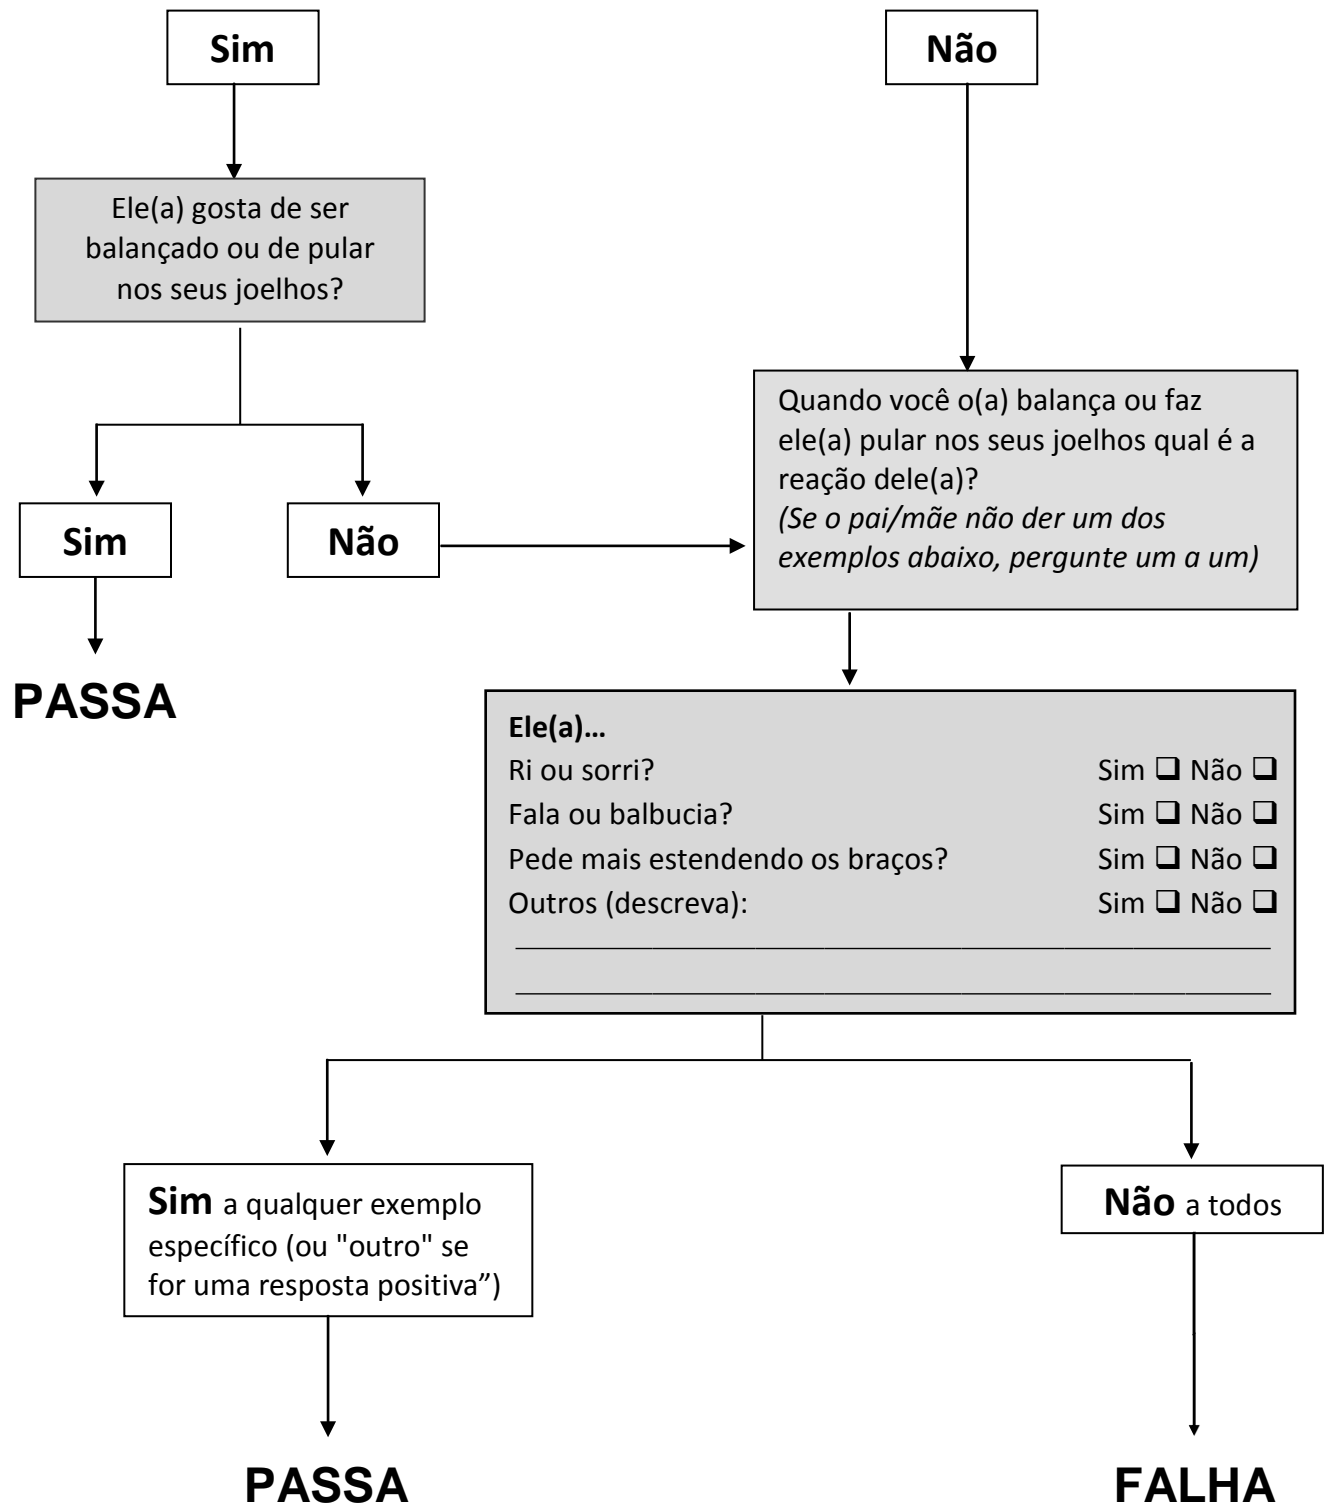 Sim
Não
Ele(a) gosta de ser
balançado ou de pular
nos seus joelhos?
Quando você o(a) balança ou faz
ele(a) pular nos seus joelhos qual é a
reação dele(a)?
(Se o pai/mãe não der um dos
exemplos abaixo, pergunte um a um)
Sim
Não
PASSA
Ele(a)...
Ri ou sorri? Sim ❑ Não ❑
Fala ou balbucia? Sim ❑ Não ❑
Pede mais estendendo os braços? Sim ❑ Não ❑
Outros (descreva): Sim ❑ Não ❑
Sim a qualquer exemplo
específico (ou "outro" se
for uma resposta positiva”)
Não a todos
PASSA
FALHA